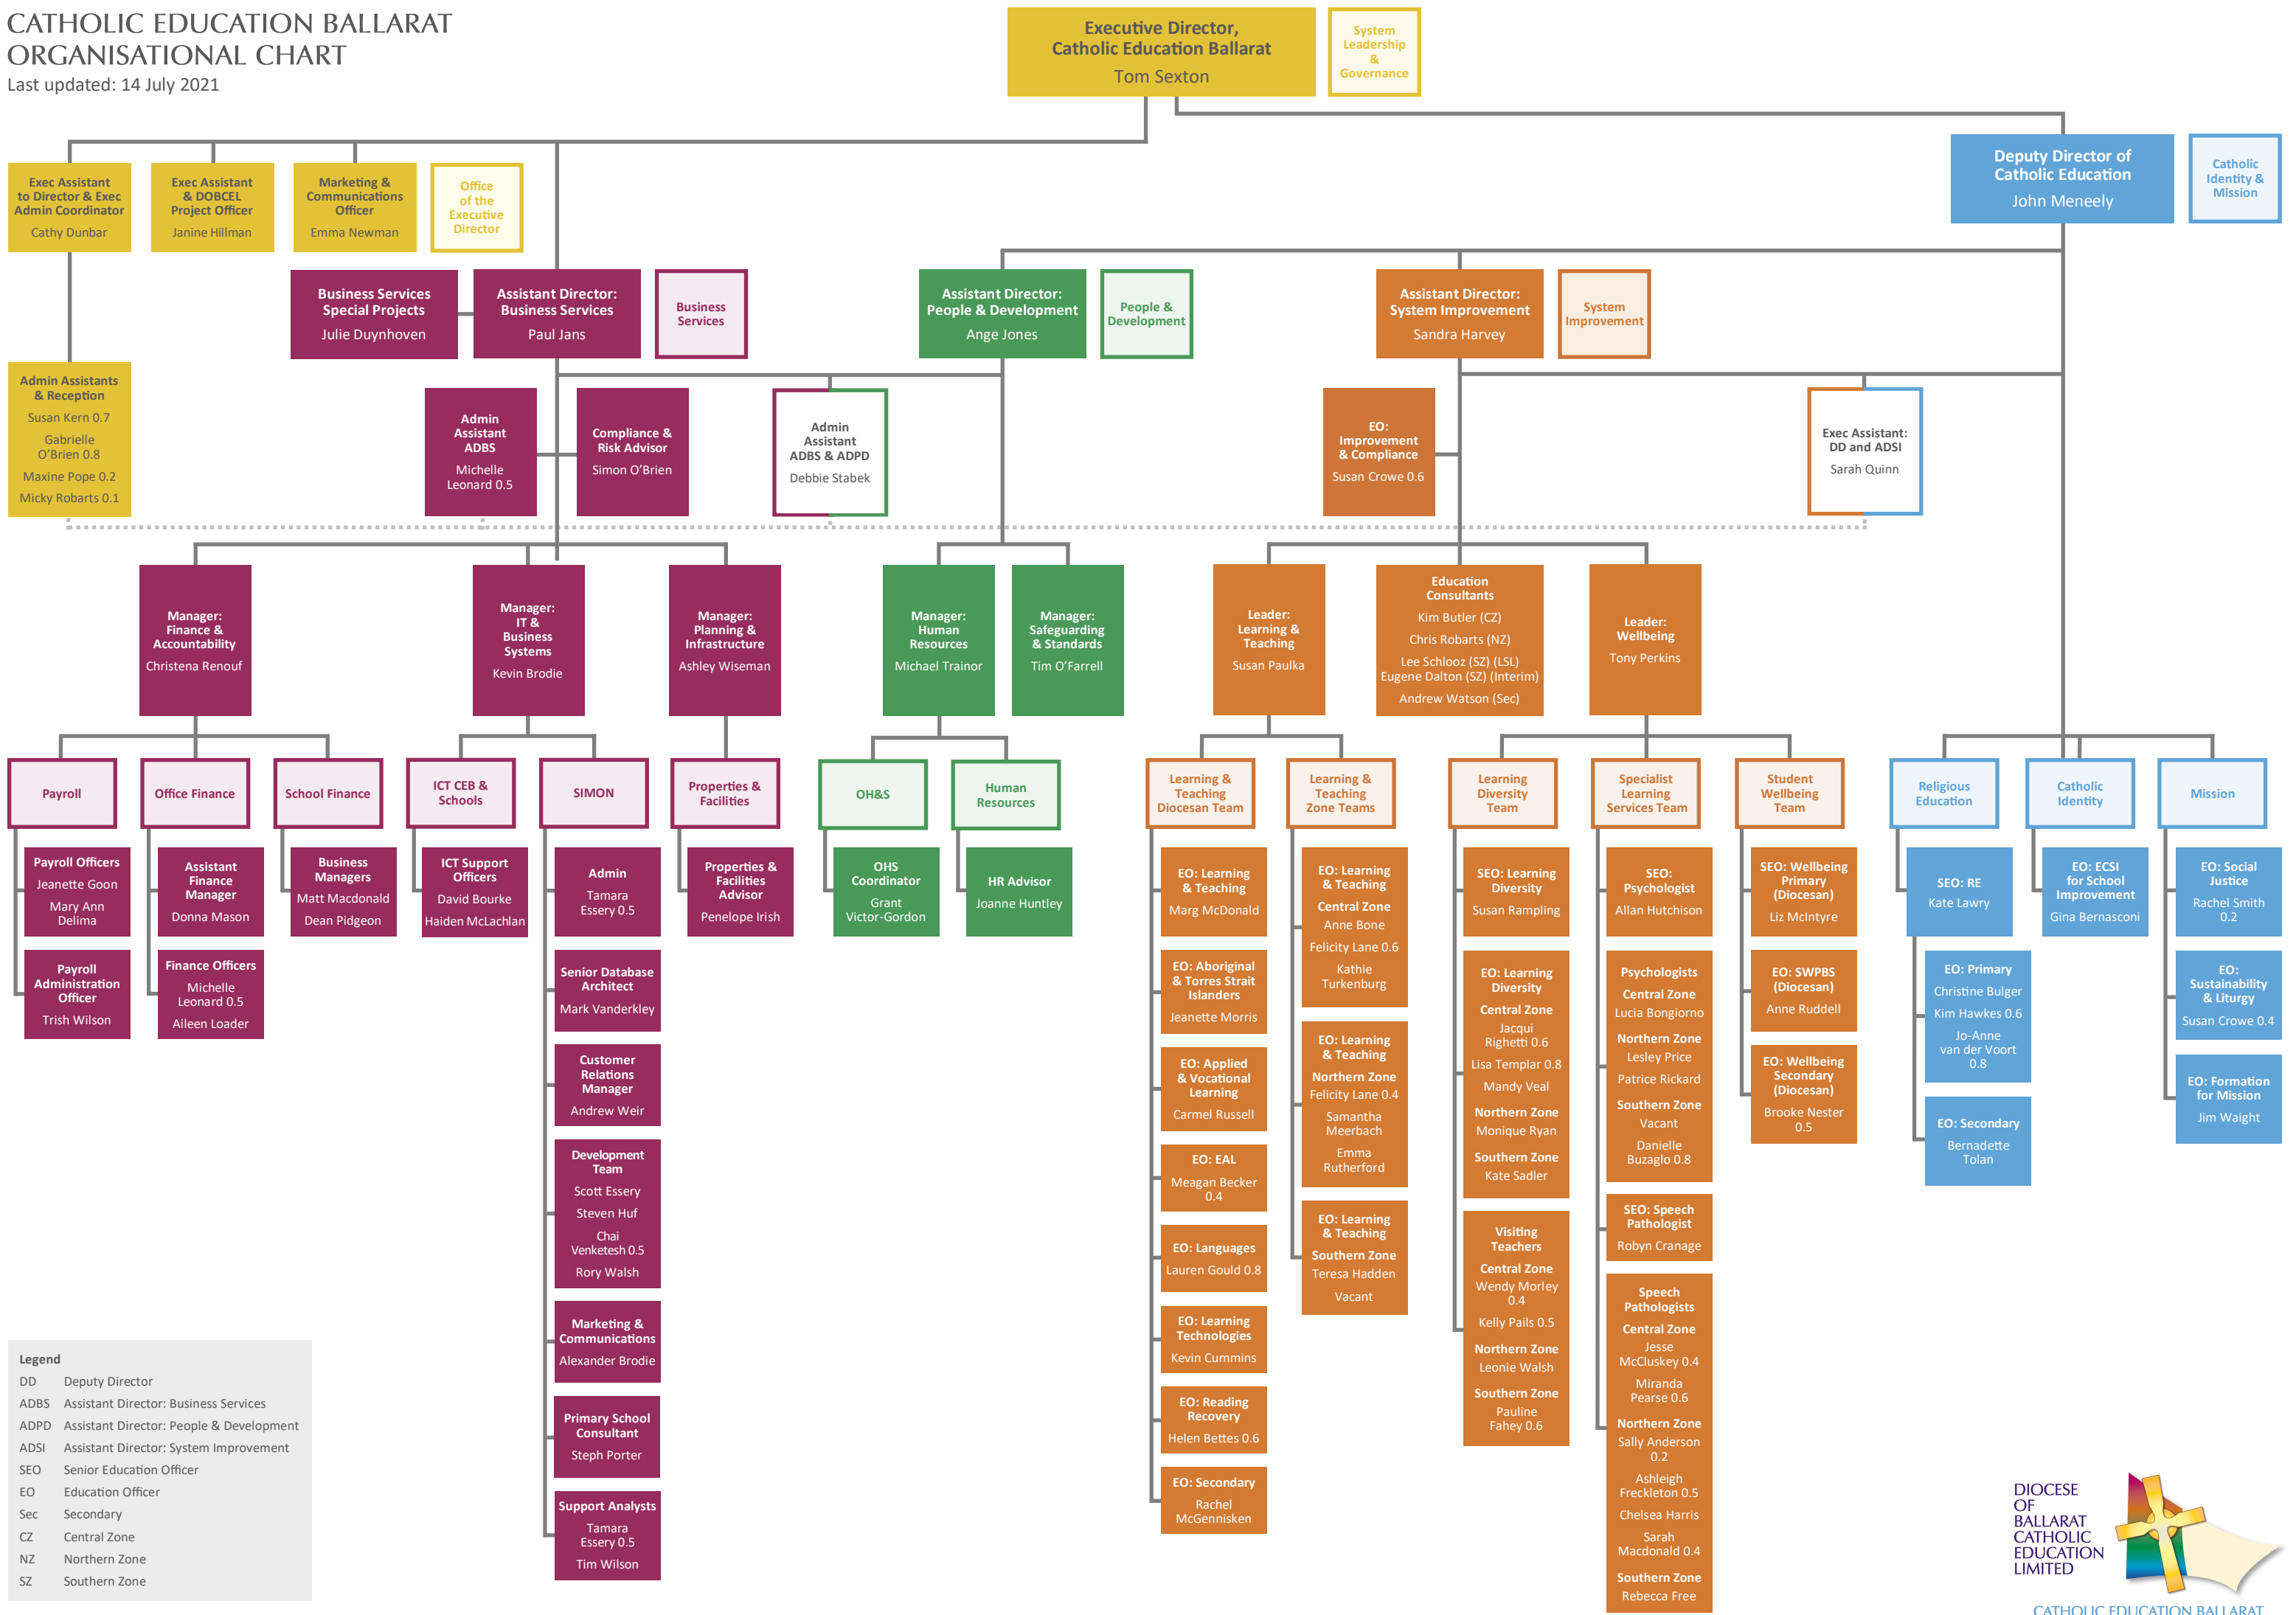 CATHOLIC EDUCATION BALLARAT
ORGANISATIONAL CHART
Last updated: 14 July 2021
Executive Director,
Catholic Education Ballarat
Tom Sexton
System
Leadership
&
Governance
Deputy Director of
Catholic Education
John Meneely
Catholic
Identity &
Mission
Exec Assistant
to Director & Exec
Admin Coordinator
Cathy Dunbar
Exec Assistant
& DOBCEL
Project Officer
Janine Hillman
Marketing &
Communications
Officer
Emma Newman
Office
of the
Executive
Director
Business Services
Special Projects
Julie Duynhoven
Assistant Director:
Business Services
Paul Jans
Business
Services
Assistant Director:
People & Development
Ange Jones
People &
Development
Assistant Director:
System Improvement
Sandra Harvey
System
Improvement
Admin Assistants
& Reception
Susan Kern 0.7
Gabrielle
O’Brien 0.8
Maxine Pope 0.2
Micky Robarts 0.1
Admin
Assistant
ADBS
Michelle
Leonard 0.5
Compliance &
Risk Advisor
Simon O’Brien
Admin
Assistant
ADBS & ADPD
Debbie Stabek
EO:
Improvement
& Compliance
Susan Crowe 0.6
Exec Assistant:
DD and ADSI
Sarah Quinn
Manager:
Finance &
Accountability
Christena Renouf
Manager:
IT &
Business
Systems
Kevin Brodie
Manager:
Planning &
Infrastructure
Ashley Wiseman
Manager:
Human
Resources
Michael Trainor
Manager:
Safeguarding
& Standards
Tim O’Farrell
Leader:
Learning &
Teaching
Susan Paulka
Education
Consultants
Kim Butler (CZ)
Chris Robarts (NZ)
Lee Schlooz (SZ) (LSL)
Eugene Dalton (SZ) (Interim)
Andrew Watson (Sec)
Leader:
Wellbeing
Tony Perkins
Payroll
Office Finance
School Finance
ICT CEB &
Schools
SIMON
Properties &
Facilities
OH&S
Human
Resources
Learning &
Teaching
Diocesan Team
Learning &
Teaching
Zone Teams
Learning
Diversity
Team
Specialist
Learning
Services Team
Student
Wellbeing
Team
Religious
Education
Catholic
Identity
Mission
Payroll Officers
Jeanette Goon
Mary Ann
Delima
Payroll
Administration
Officer
Trish Wilson
Assistant
Finance
Manager
Donna Mason
Finance Officers
Michelle
Leonard 0.5
Aileen Loader
Business
Managers
Matt Macdonald
Dean Pidgeon
ICT Support
Officers
David Bourke
Haiden McLachlan
Admin
Tamara
Essery 0.5
Senior Database
Architect
Mark Vanderkley
Customer
Relations
Manager
Andrew Weir
Development
Team
Scott Essery
Steven Huf
Chai
Venketesh 0.5
Rory Walsh
Marketing &
Communications
Alexander Brodie
Primary School
Consultant
Steph Porter
Support Analysts
Tamara
Essery 0.5
Tim Wilson
Properties &
Facilities
Advisor
Penelope Irish
OHS
Coordinator
Grant
Victor-Gordon
HR Advisor
Joanne Huntley
EO: Learning
& Teaching
Marg McDonald
EO: Aboriginal
& Torres Strait
Islanders
Jeanette Morris
EO: Applied
& Vocational
Learning
Carmel Russell
EO: EAL
Meagan Becker
0.4
EO: Languages
Lauren Gould 0.8
EO: Learning
Technologies
Kevin Cummins
EO: Reading
Recovery
Helen Bettes 0.6
EO: Secondary
Rachel
McGennisken
EO: Learning
& Teaching
Central Zone
Anne Bone
Felicity Lane 0.6
Kathie
Turkenburg
EO: Learning
& Teaching
Northern Zone
Felicity Lane 0.4
Samantha
Meerbach
Emma
Rutherford
EO: Learning
& Teaching
Southern Zone
Teresa Hadden
Vacant
SEO: Learning
Diversity
Susan Rampling
EO: Learning
Diversity
Central Zone
Jacqui
Righetti 0.6
Lisa Templar 0.8
Mandy Veal
Northern Zone
Monique Ryan
Southern Zone
Kate Sadler
Visiting
Teachers
Central Zone
Wendy Morley
0.4
Kelly Pails 0.5
Northern Zone
Leonie Walsh
Southern Zone
Pauline
Fahey 0.6
SEO:
Psychologist
Allan Hutchison
Psychologists
Central Zone
Lucia Bongiorno
Northern Zone
Lesley Price
Patrice Rickard
Southern Zone
Vacant
Danielle
Buzaglo 0.8
SEO: Speech
Pathologist
Robyn Cranage
Speech
Pathologists
Central Zone
Jesse
McCluskey 0.4
Miranda
Pearse 0.6
Northern Zone
Sally Anderson
0.2
Ashleigh
Freckleton 0.5
Chelsea Harris
Sarah
Macdonald 0.4
Southern Zone
Rebecca Free
SEO: Wellbeing
Primary
(Diocesan)
Liz McIntyre
EO: SWPBS
(Diocesan)
Anne Ruddell
EO: Wellbeing
Secondary
(Diocesan)
Brooke Nester
0.5
SEO: RE
Kate Lawry
EO: Primary
Christine Bulger
Kim Hawkes 0.6
Jo-Anne
van der Voort
0.8
EO: Secondary
Bernadette
Tolan
EO: ECSI
for School
Improvement
Gina Bernasconi
EO: Social
Justice
Rachel Smith
0.2
EO:
Sustainability
& Liturgy
Susan Crowe 0.4
EO: Formation
for Mission
Jim Waight
Legend
DD Deputy Director
ADBS Assistant Director: Business Services
ADPD Assistant Director: People & Development
ADSI Assistant Director: System Improvement
SEO Senior Education Officer
EO Education Officer
Sec Secondary
CZ Central Zone
NZ Northern Zone
SZ Southern Zone
DIOCESE
OF
BALLARAT
CATHOLIC
EDUCATION
LIMITED
CATHOLIC EDUCATION BALLARAT